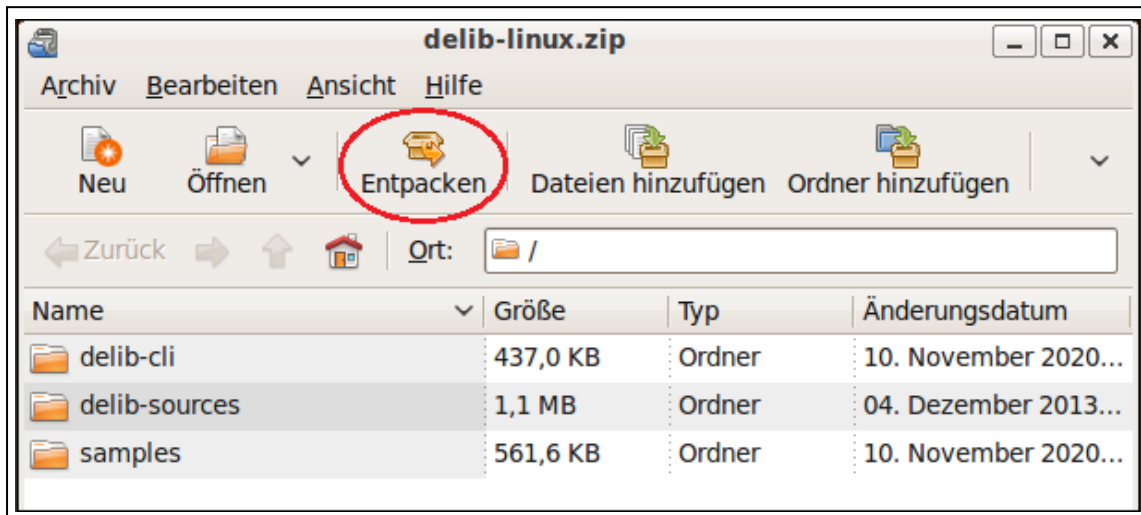 delib-linux.zip
Archiv Bearbeiten Ansicht Hilfe
Neu Öffnen Entpacken Dateien hinzufügen Ordner hinzufügen
Zurück Ort: /
Name Größe Typ Änderungsdatum
delib-cli 437,0 KB Ordner 10. November 2020...
delib-sources 1,1 MB Ordner 04. Dezember 2013...
samples 561,6 KB Ordner 10. November 2020...